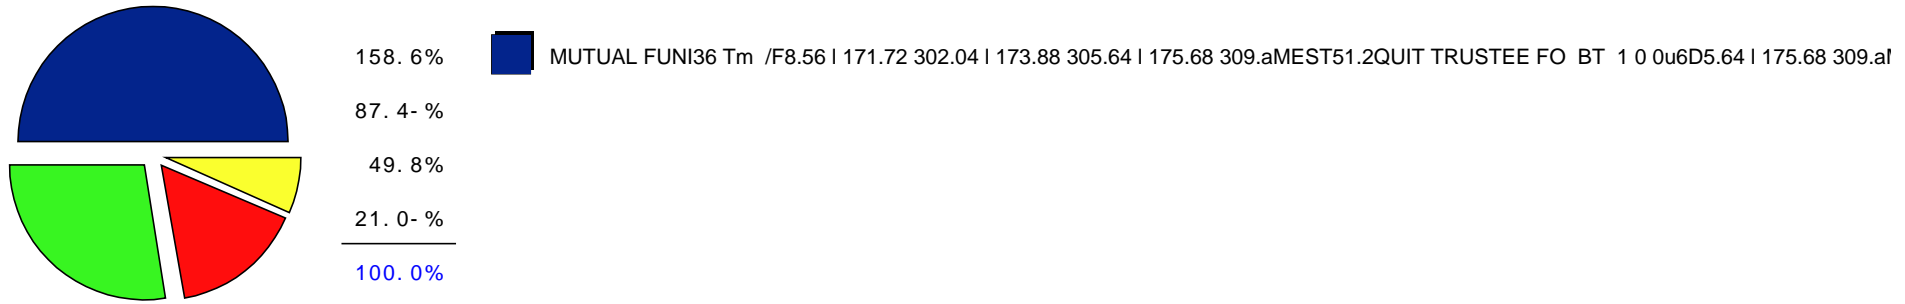 158.6% MUTUAL FUNI36 Tm /F8.56 l 171.72 302.04 l 173.88 305.64 l 175.68 309.aMEST51.2QUIT TRUSTEE FO BT 1 0 0u6D5.64 l 175.68 309.a
87.4-%
49.8%
21.0-%
100.0%